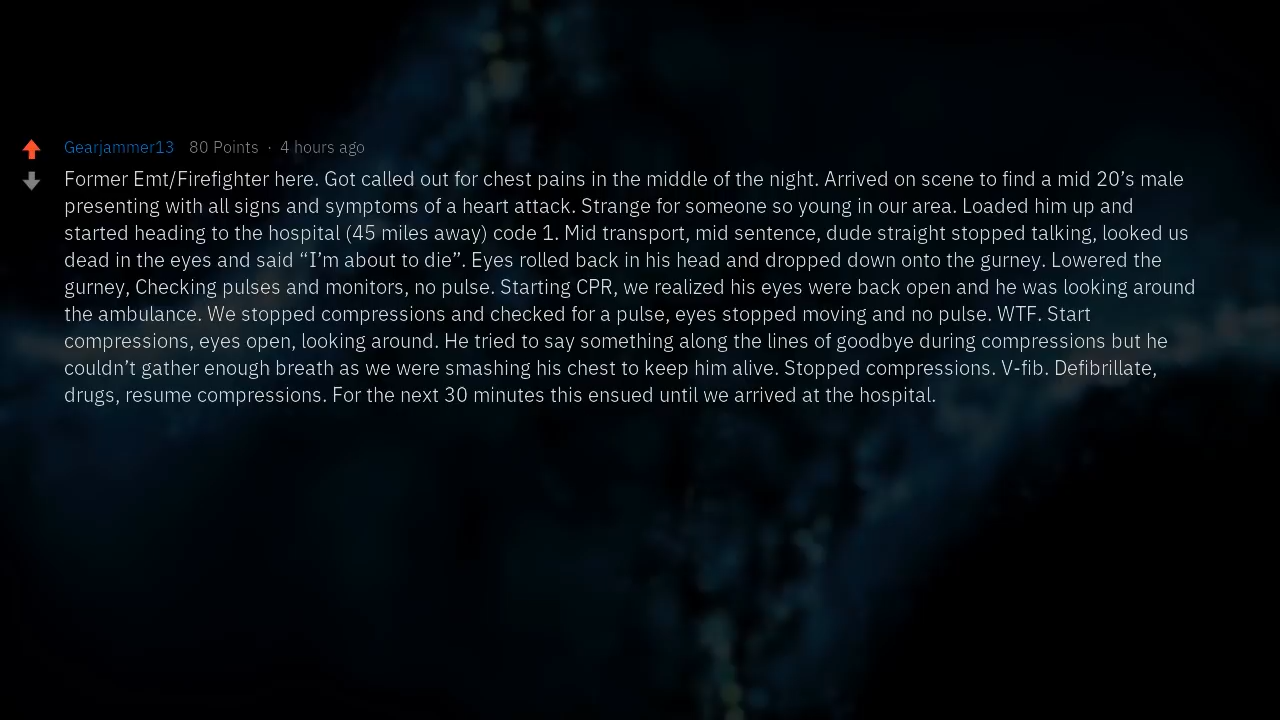 Gearjammer13 80 Points · 4 hours ago
Former Emt/Firefighter here. Got called out for chest pains in the middle of the night. Arrived on scene to find a mid 20’s male
presenting with all signs and symptoms of a heart attack. Strange for someone so young in our area. Loaded him up and
started heading to the hospital (45 miles away) code 1. Mid transport, mid sentence, dude straight stopped talking, looked us
dead in the eyes and said “I’m about to die”. Eyes rolled back in his head and dropped down onto the gurney. Lowered the
gurney, Checking pulses and monitors, no pulse. Starting CPR, we realized his eyes were back open and he was looking around
the ambulance. We stopped compressions and checked for a pulse, eyes stopped moving and no pulse. WTF. Start
compressions, eyes open, looking around. He tried to say something along the lines of goodbye during compressions but he
couldn’t gather enough breath as we were smashing his chest to keep him alive. Stopped compressions. V-fib. Defibrillate,
drugs, resume compressions. For the next 30 minutes this ensued until we arrived at the hospital.